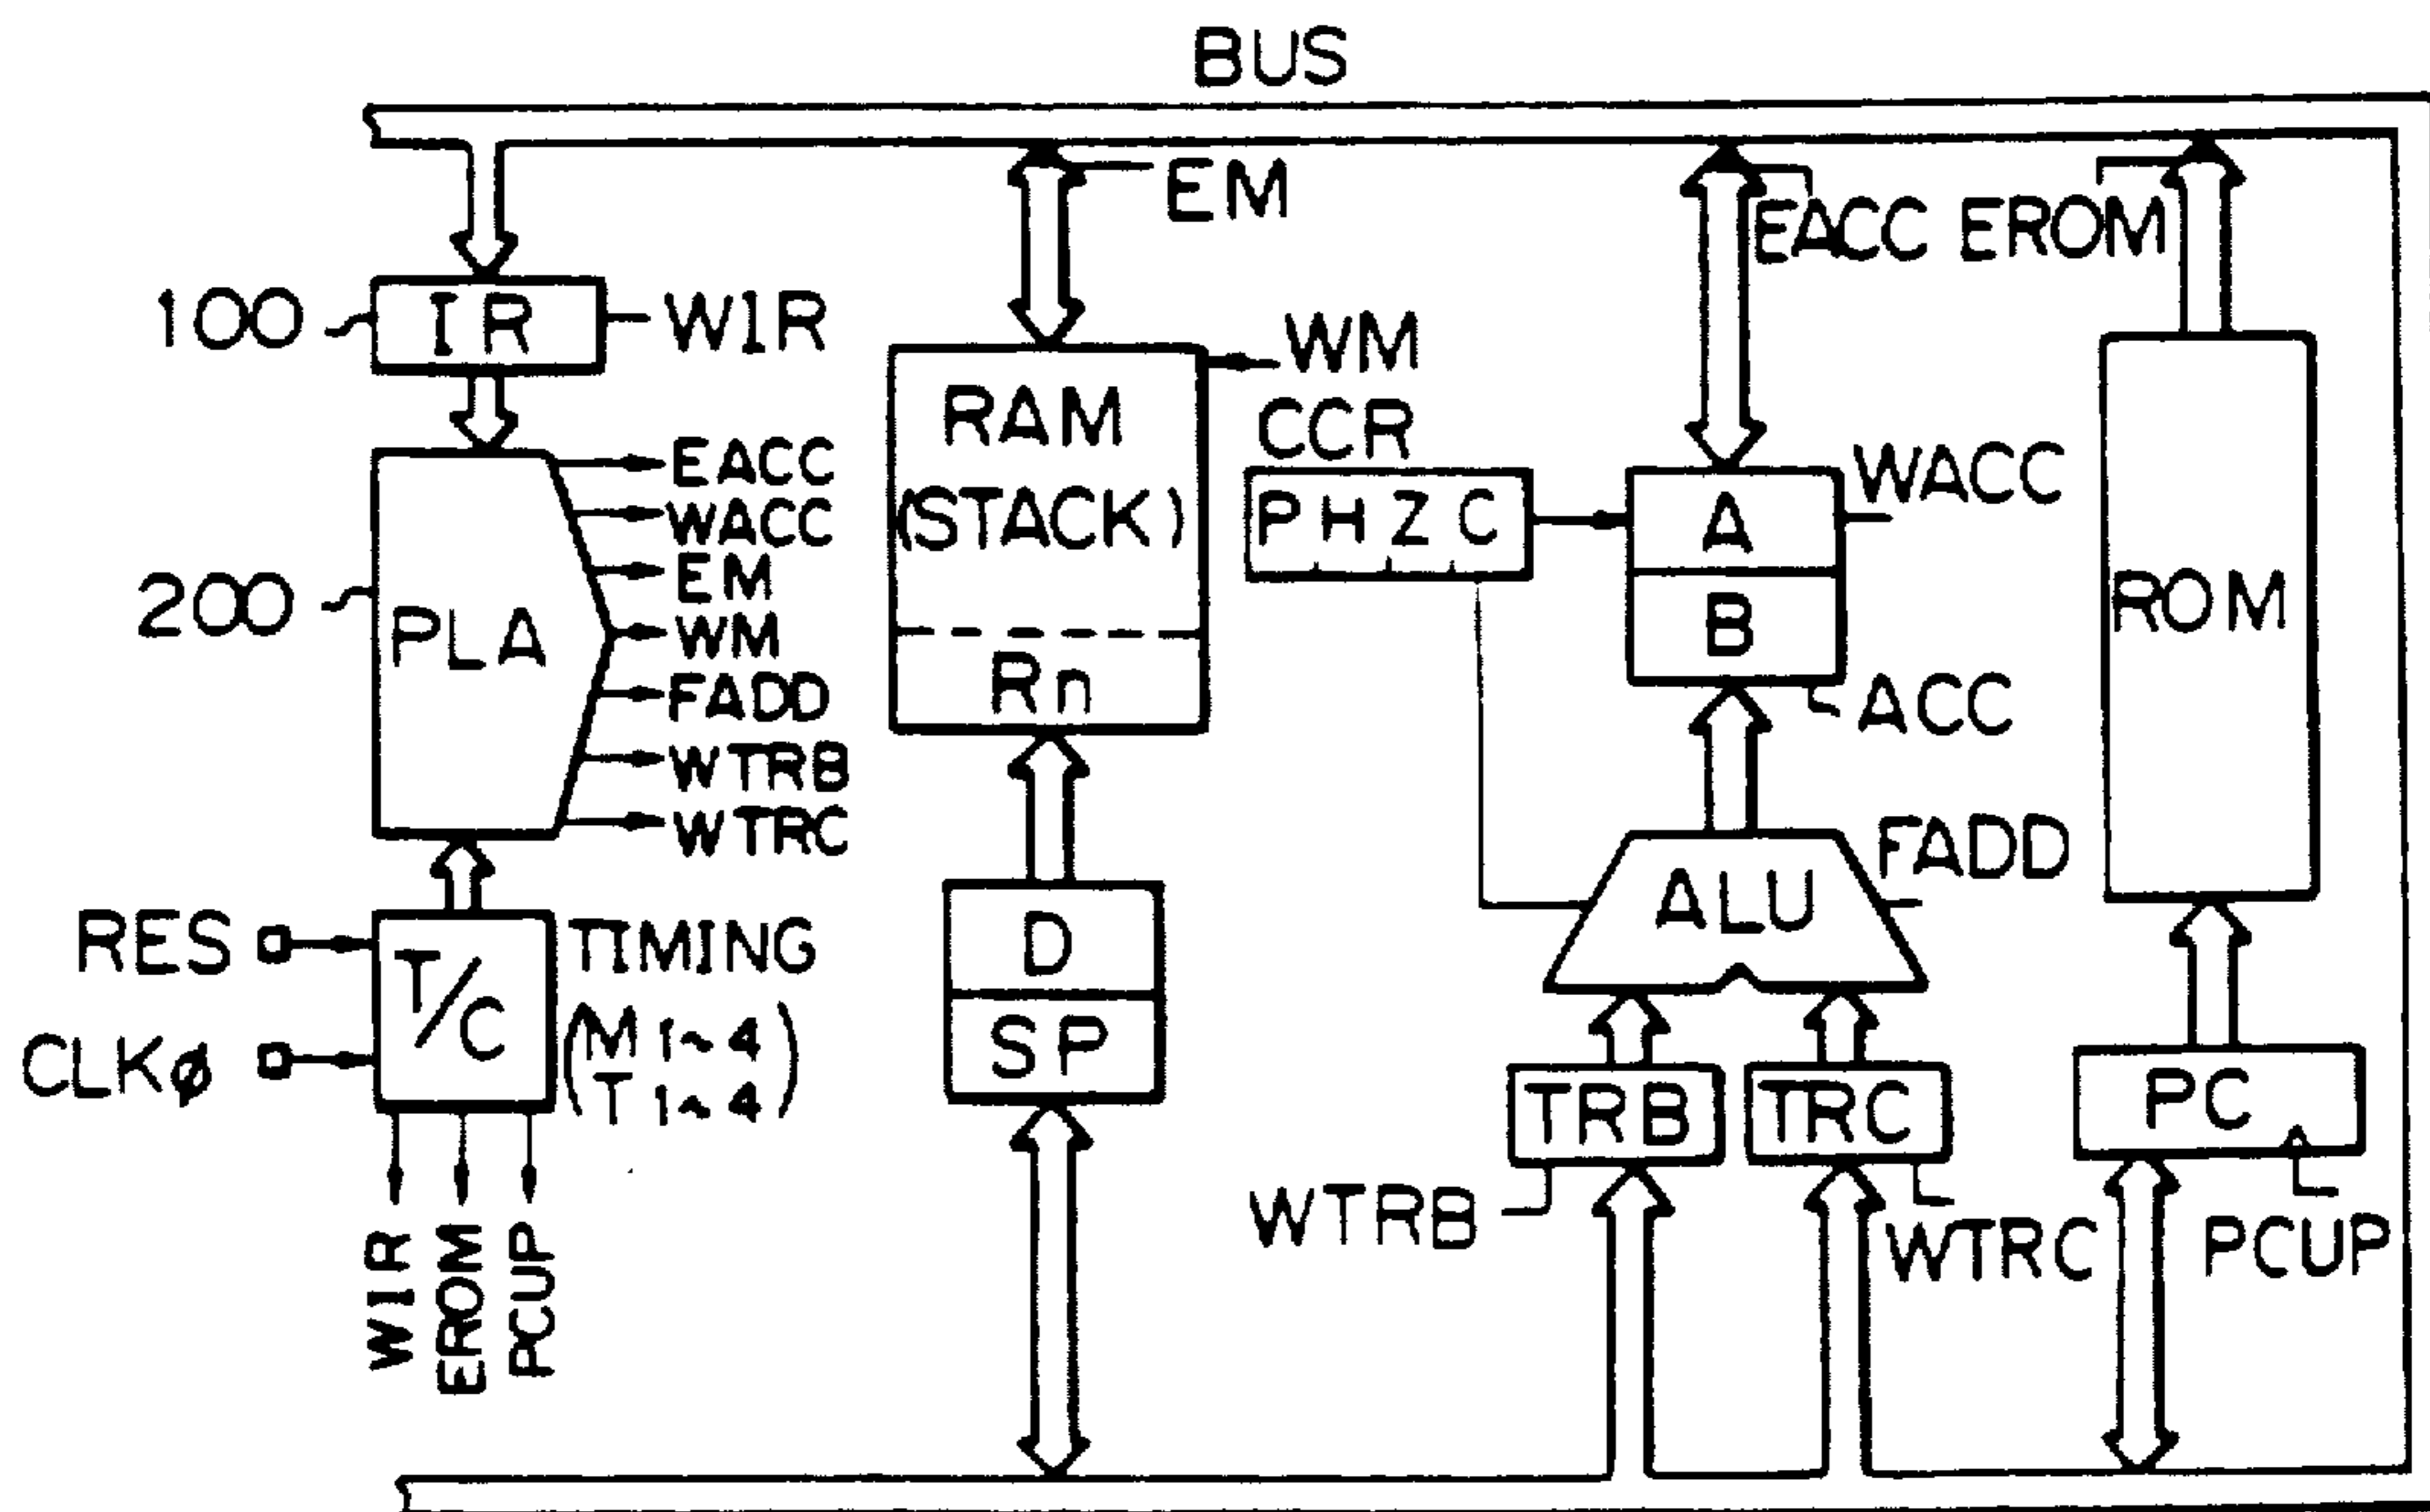 BUS
EM
EACC EROM
100 IR WIR
WM
RAM
(STACK)
Rn
CCR
PHZC
A
B
WACC
ACC
ROM
200 PLA
EACC
WACC
EM
WM
FADD
WTRB
WTRC
RES
CLKφ
T/C
TIMING
(M1~4
T1~4)
WIR
EROM
PCUP
D
SP
ALU
FADD
TRB
TRC
PC
WTRB
WTRC
PCUP